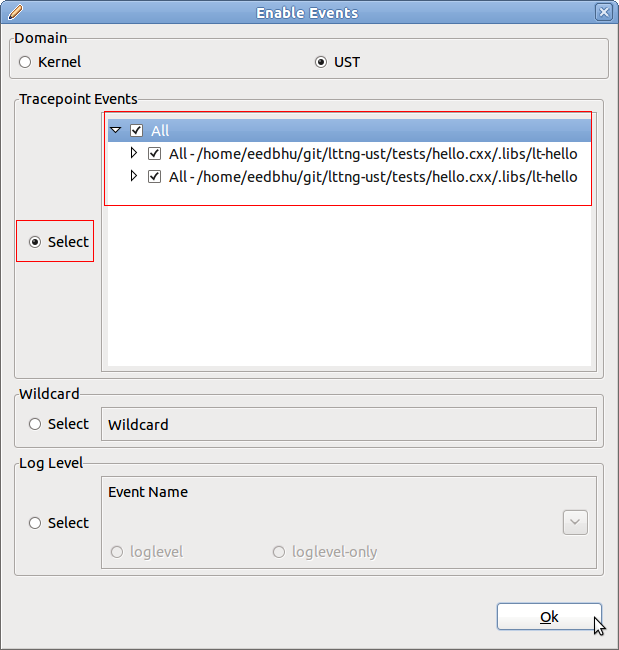 Enable Events
Domain
Kernel
UST
Tracepoint Events
All
All - /home/eedbhu/git/lttng-ust/tests/hello.cxx/.libs/lt-hello
All - /home/eedbhu/git/lttng-ust/tests/hello.cxx/.libs/lt-hello
Select
Wildcard
Select
Wildcard
Log Level
Event Name
Select
loglevel
loglevel-only
Ok